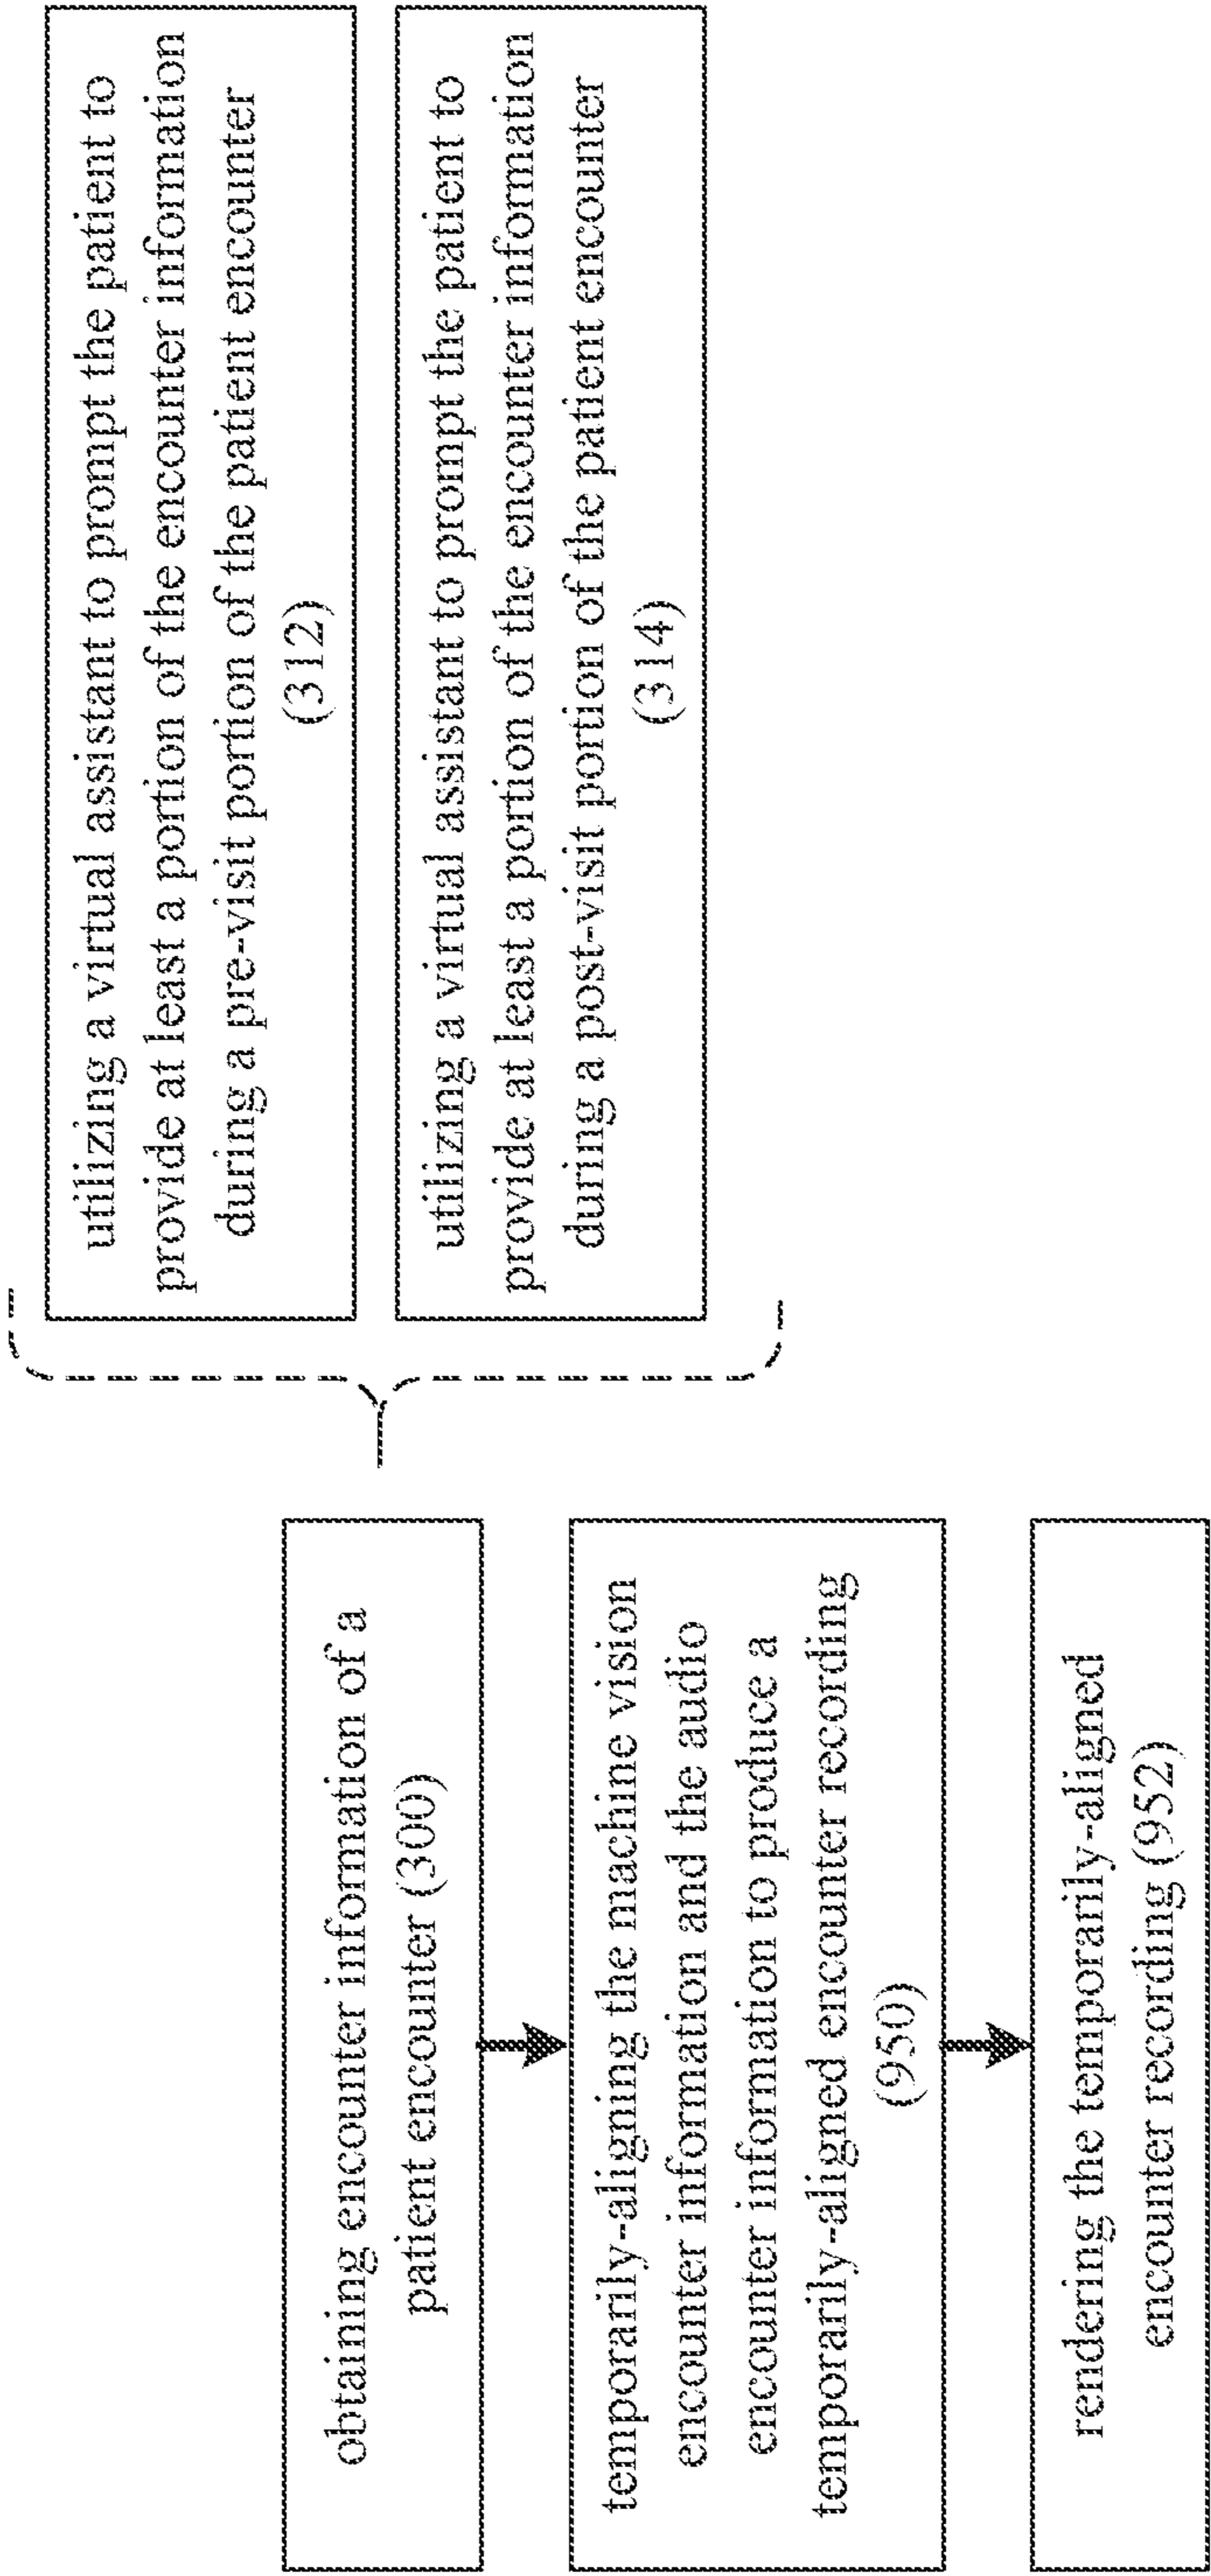 obtaining encounter information of a
patient encounter (300)
temporarily-aligning the machine vision
encounter information and the audio
encounter information to produce a
temporarily-aligned encounter recording
(950)
rendering the temporarily-aligned
encounter recording (952)
utilizing a virtual assistant to prompt the patient to
provide at least a portion of the encounter information
during a pre-visit portion of the patient encounter
(312)
utilizing a virtual assistant to prompt the patient to
provide at least a portion of the encounter information
during a post-visit portion of the patient encounter
(314)